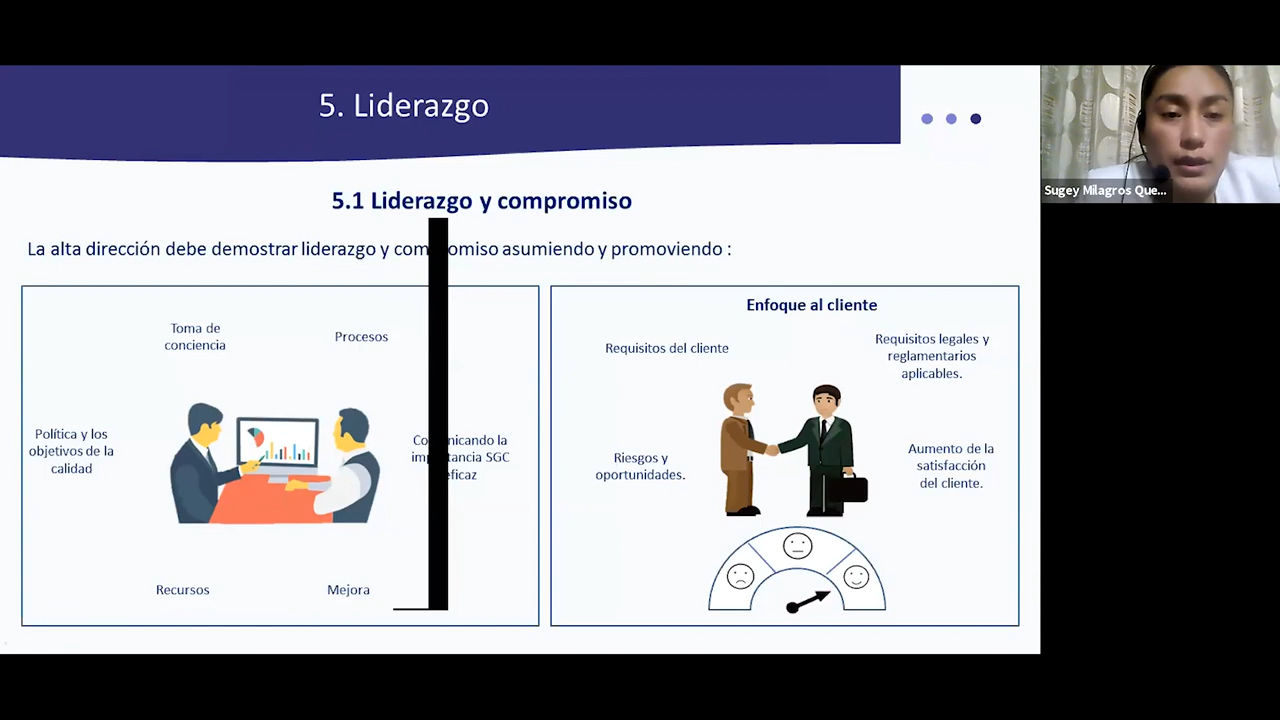 5. Liderazgo
5.1 Liderazgo y compromiso
La alta dirección debe demostrar liderazgo y com omiso asumiendo y promoviendo :
Toma de
conciencia
Procesos
Política y los
objetivos de la
calidad
Co nicando la
imp tancia SGC
eficaz
Recursos
Mejora
Enfoque al cliente
Requisitos del cliente
Requisitos legales y
reglamentarios
aplicables.
Riesgos y
oportunidades.
Aumento de la
satisfacción
del cliente.
Sugey Milagros Que...